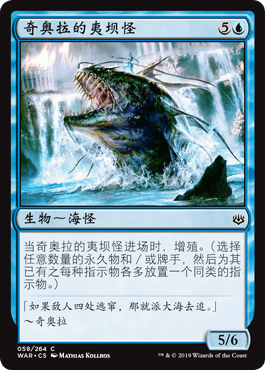 奇奥拉的夷坝怪 5
生物～海怪
当奇奥拉的夷坝怪进场时，增殖。（选择
任意数量的永久物和／或牌手，然后为其
已有之每种指示物各多放置一个同类的指
示物。）
「如果敌人四处逃窜，那就派大海去追。」
～奇奥拉
5/6
058/264 C
WAR • CS Mathias Kollros
™ & © 2019 Wizards of the Coast